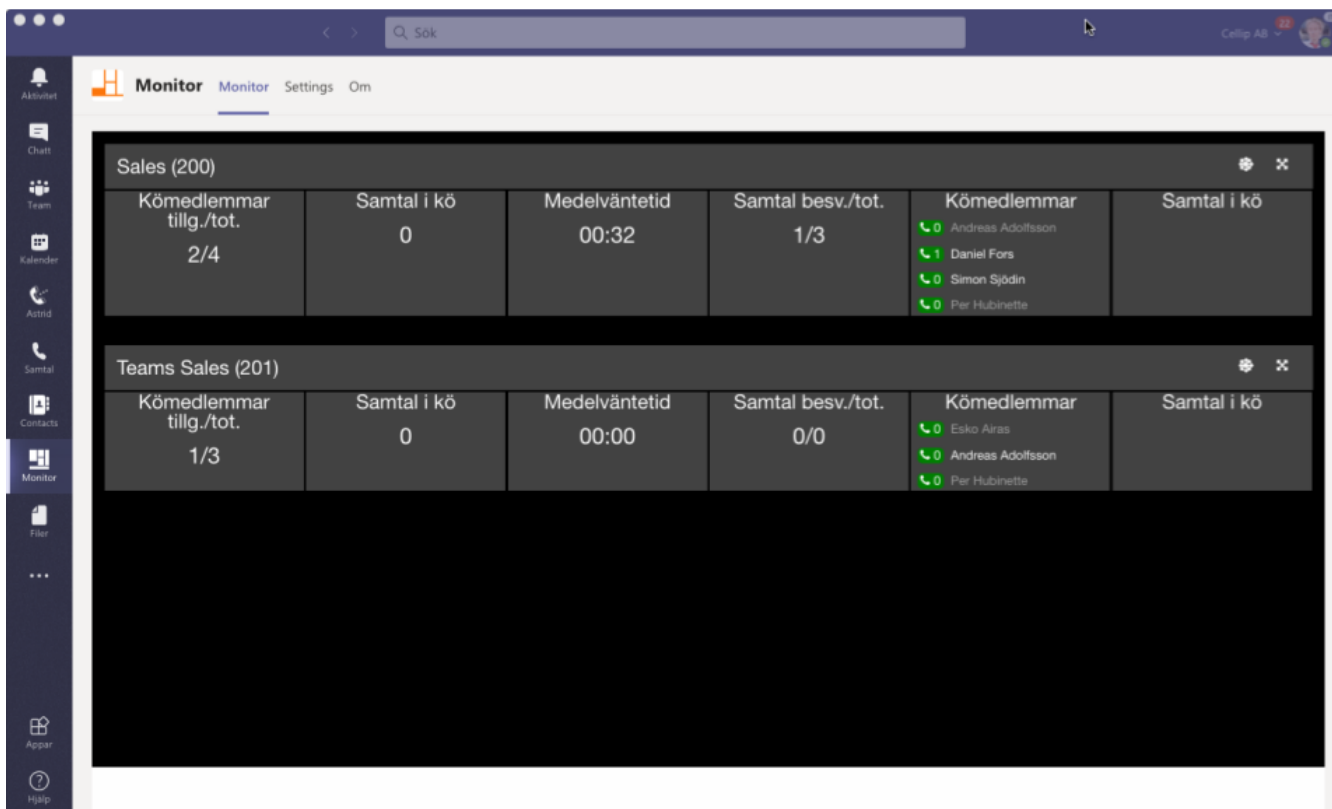 Sök
Cellip AB
22
Aktivitet
Chatt
Team
Kalender
Astrid
Samtal
Contacts
Monitor
Filer
Appar
Hjälp
Monitor Monitor Settings Om
Sales (200)
Kömedlemmar
tillg./tot.
2/4
Samtal i kö
0
Medelväntetid
00:32
Samtal besv./tot.
1/3
Kömedlemmar
0 Andreas Adolfsson
1 Daniel Fors
0 Simon Sjödin
0 Per Hubinette
Samtal i kö
Teams Sales (201)
Kömedlemmar
tillg./tot.
1/3
Samtal i kö
0
Medelväntetid
00:00
Samtal besv./tot.
0/0
Kömedlemmar
0 Esko Airas
0 Andreas Adolfsson
0 Per Hubinette
Samtal i kö